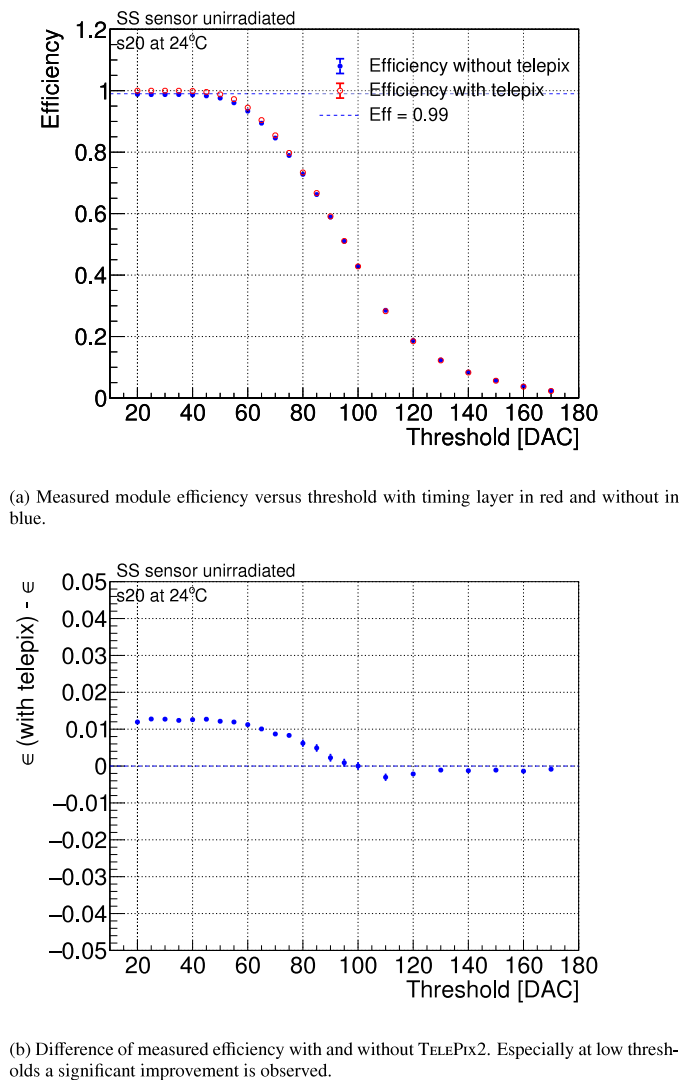 SS sensor unirradiated
s20 at 24°C
Efficiency
1.2
1
0.8
0.6
0.4
0.2
0
Efficiency without telepix
Efficiency with telepix
Eff = 0.99
20 40 60 80 100 120 140 160 180
Threshold [DAC]
(a) Measured module efficiency versus threshold with timing layer in red and without in
blue.
SS sensor unirradiated
s20 at 24°C
ϵ (with telepix) - ϵ
0.05
0.04
0.03
0.02
0.01
0
−0.01
−0.02
−0.03
−0.04
−0.05
20 40 60 80 100 120 140 160 180
Threshold [DAC]
(b) Difference of measured efficiency with and without TelePix2. Especially at low thresh-
olds a significant improvement is observed.